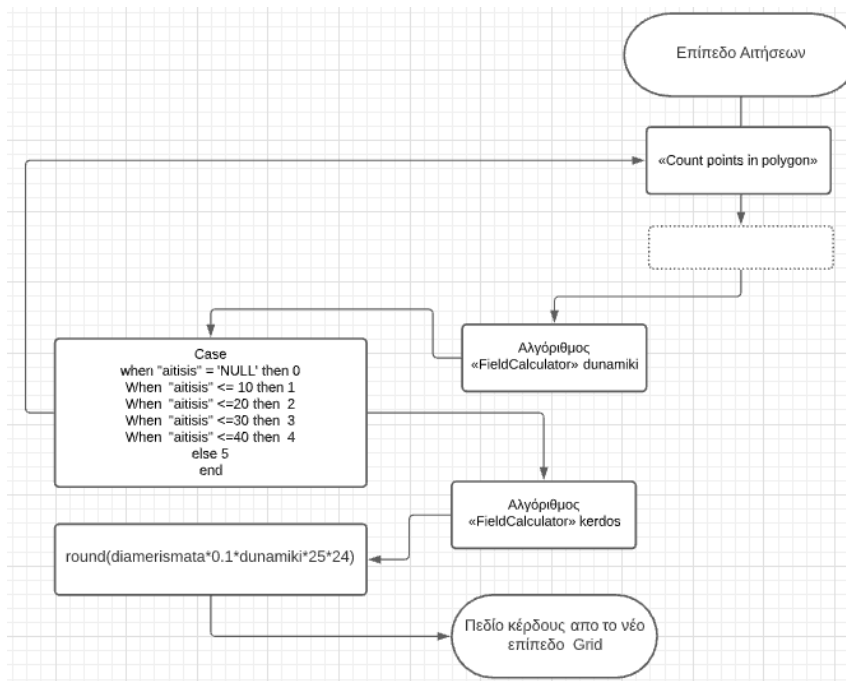 Επίπεδο Αιτήσεων
«Count points in polygon»
Αλγόριθμος
«FieldCalculator» dunamiki
Case
when "aitisis" = 'NULL' then 0
When "aitisis" <= 10 then 1
When "aitisis" <=20 then 2
When "aitisis" <=30 then 3
When "aitisis" <=40 then 4
else 5
end
Αλγόριθμος
«FieldCalculator» kerdos
round(diamerismata*0.1*dunamiki*25*24)
Πεδίο κέρδους απο το νέο
επίπεδο Grid